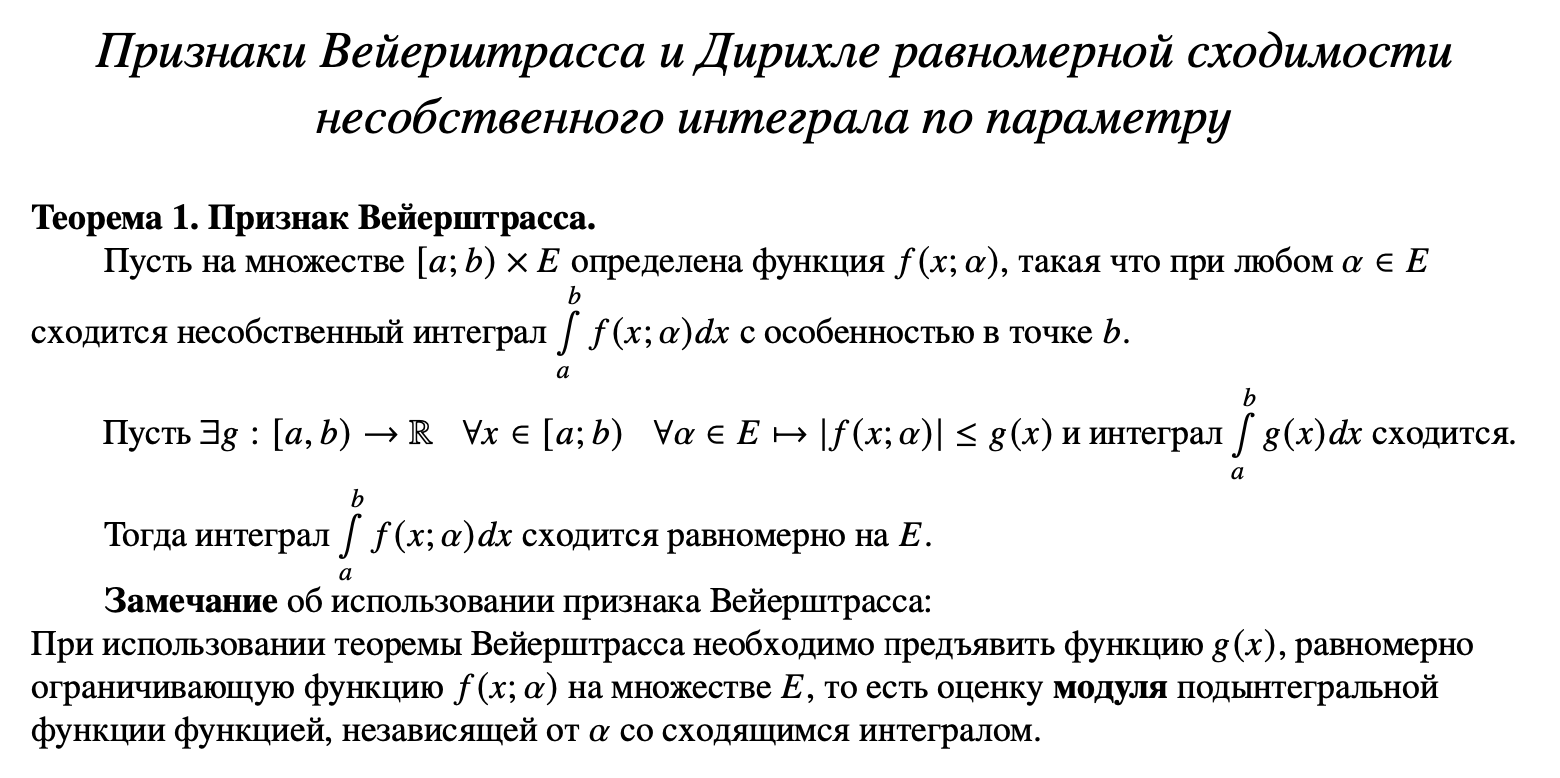 Признаки Вейерштрасса и Дирихле равномерной сходимости
несобственного интеграла по параметру
Теорема 1. Признак Вейерштрасса.
Пусть на множестве [a; b) × E определена функция f(x; α), такая что при любом α ∈ E
сходится несобственный интеграл ∫_a^b f(x; α)dx с особенностью в точке b.
Пусть ∃g : [a, b) → ℝ ∀x ∈ [a; b) ∀α ∈ E ↦ |f(x; α)| ≤ g(x) и интеграл ∫_a^b g(x)dx сходится.
Тогда интеграл ∫_a^b f(x; α)dx сходится равномерно на E.
Замечание об использовании признака Вейерштрасса:
При использовании теоремы Вейерштрасса необходимо предъявить функцию g(x), равномерно
ограничивающую функцию f(x; α) на множестве E, то есть оценку модуля подынтегральной
функции функцией, независящей от α со сходящимся интегралом.